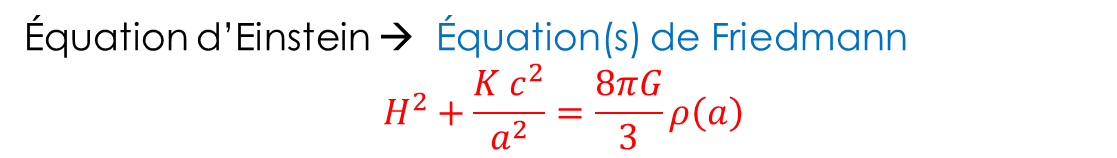 Équation d’Einstein → Équation(s) de Friedmann
H² + K c²/a² = 8πG/3 ρ(a)